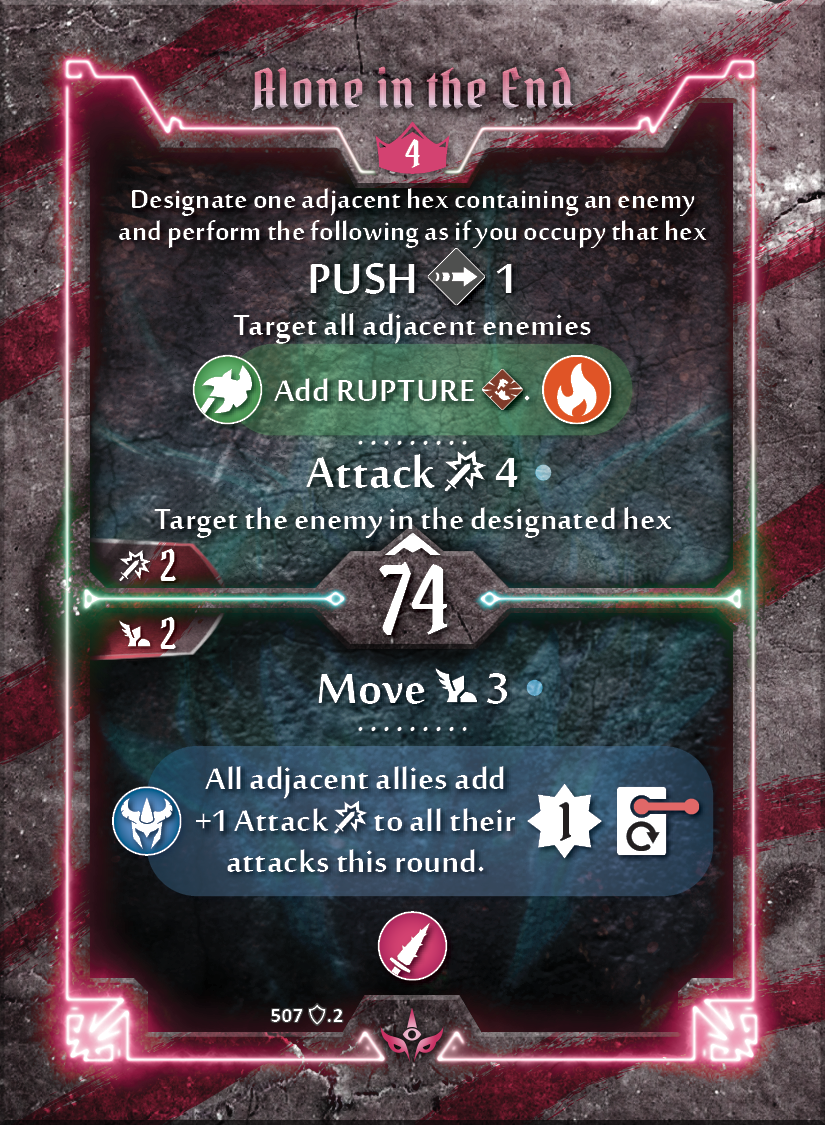 Alone in the End
4
Designate one adjacent hex containing an enemy
and perform the following as if you occupy that hex
PUSH 1
Target all adjacent enemies
Add RUPTURE .
Attack 4
Target the enemy in the designated hex
2
74
2
Move 3
All adjacent allies add
+1 Attack to all their
attacks this round.
1
507 .2